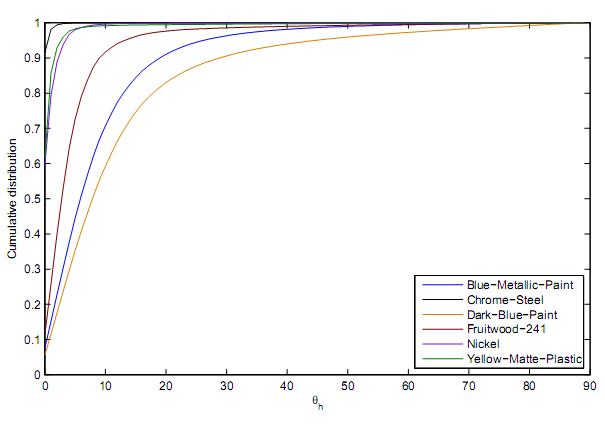 1
0.9
0.8
0.7
0.6
0.5
0.4
0.3
0.2
0.1
0
Cumulative distribution
Blue-Metallic-Paint
Chrome-Steel
Dark-Blue-Paint
Fruitwood-241
Nickel
Yellow-Matte-Plastic
0 10 20 30 40 50 60 70 80 90
θh